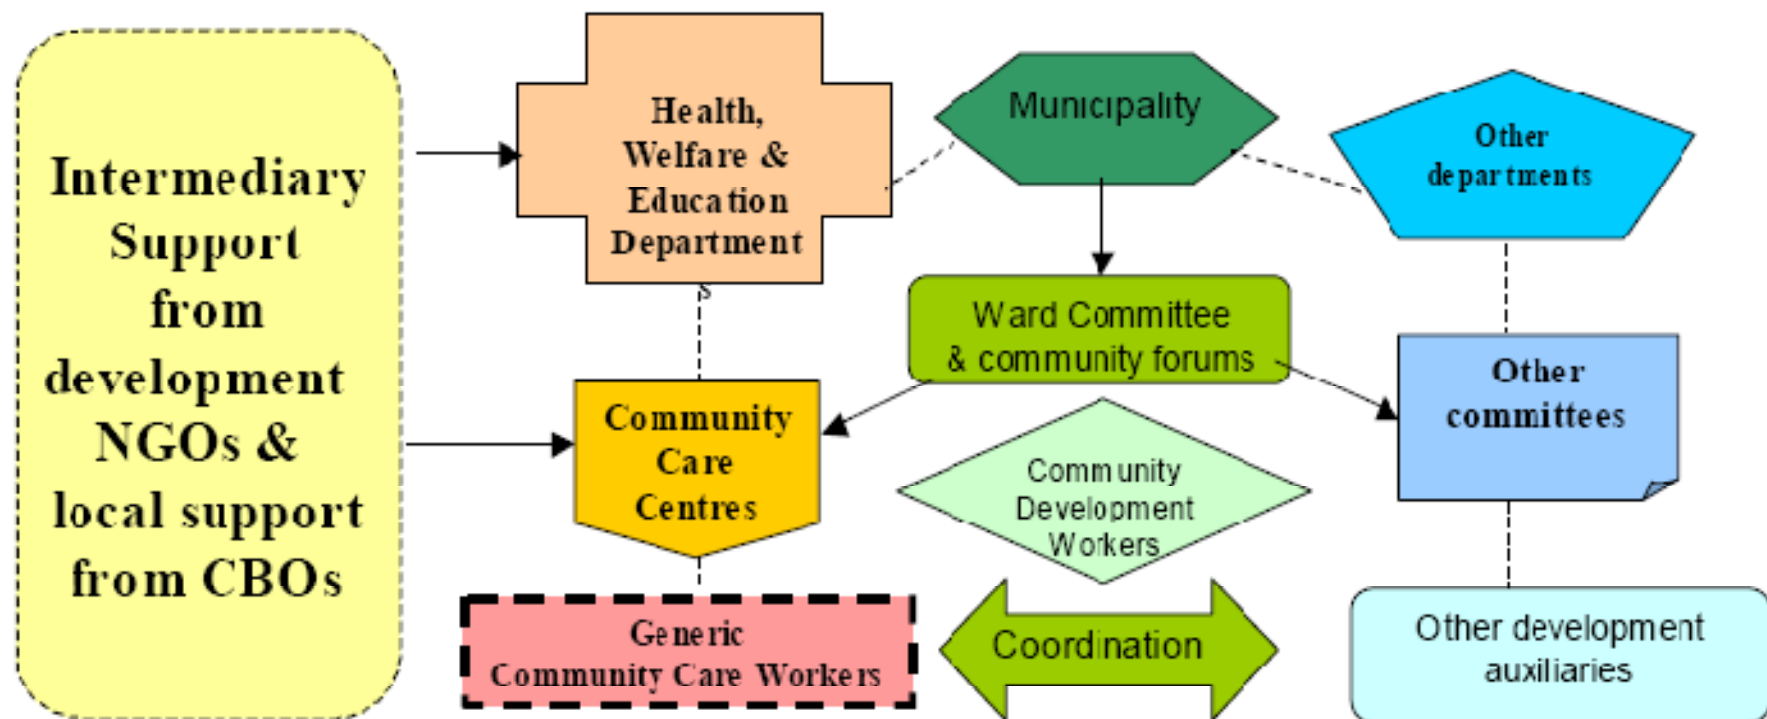 Intermediary
Support
from
development
NGOs &
local support
from CBOs
Health,
Welfare &
Education
Department
s
Municipality
Other
departments
Ward Committee
& community forums
Other
committees
Community
Care
Centres
Community
Development
Workers
Generic
Community Care Workers
Coordination
Other development
auxiliaries